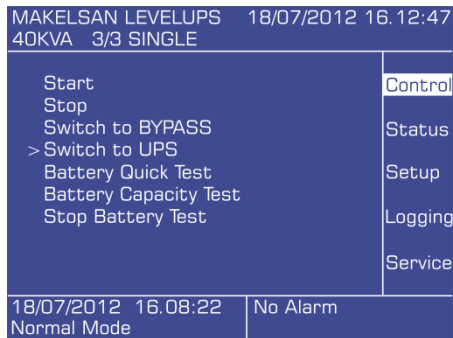 MAKELSAN LEVELUPS 18/07/2012 16.12:47
40KVA 3/3 SINGLE
Start
Stop
Switch to BYPASS
>Switch to UPS
Battery Quick Test
Battery Capacity Test
Stop Battery Test
Control
Status
Setup
Logging
Service
18/07/2012 16.08:22 No Alarm
Normal Mode